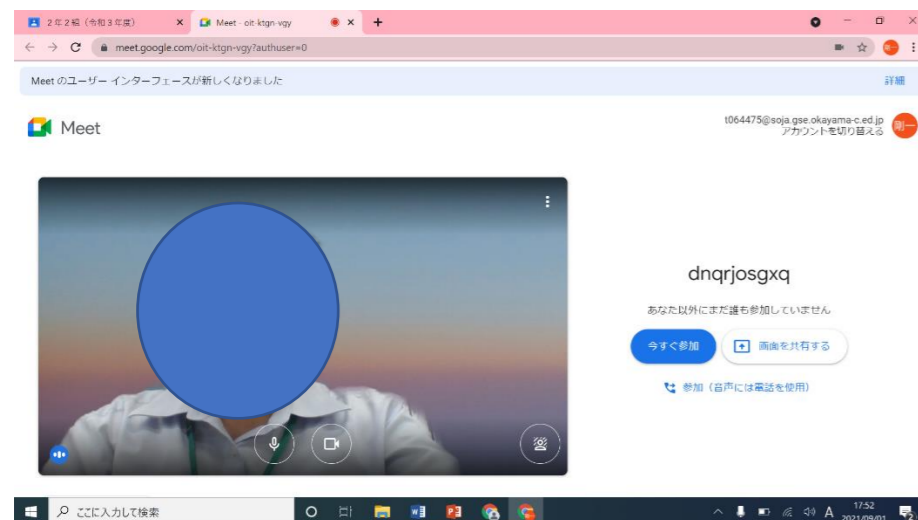 2年2組 (令和3年度)
Meet - oit-ktgn-vgy
meet.google.com/oit-ktgn-vgy?authuser=0
Meet のユーザー インターフェースが新しくなりました
詳細
Meet
t064475@soja.gse.okayama-c.ed.jp
アカウントを切り替える
剛一
dnqrjosgxq
あなた以外にまだ誰も参加していません
今すぐ参加
画面を共有する
参加(音声には電話を使用)
ここに入力して検索
A
17:52
2021/09/01